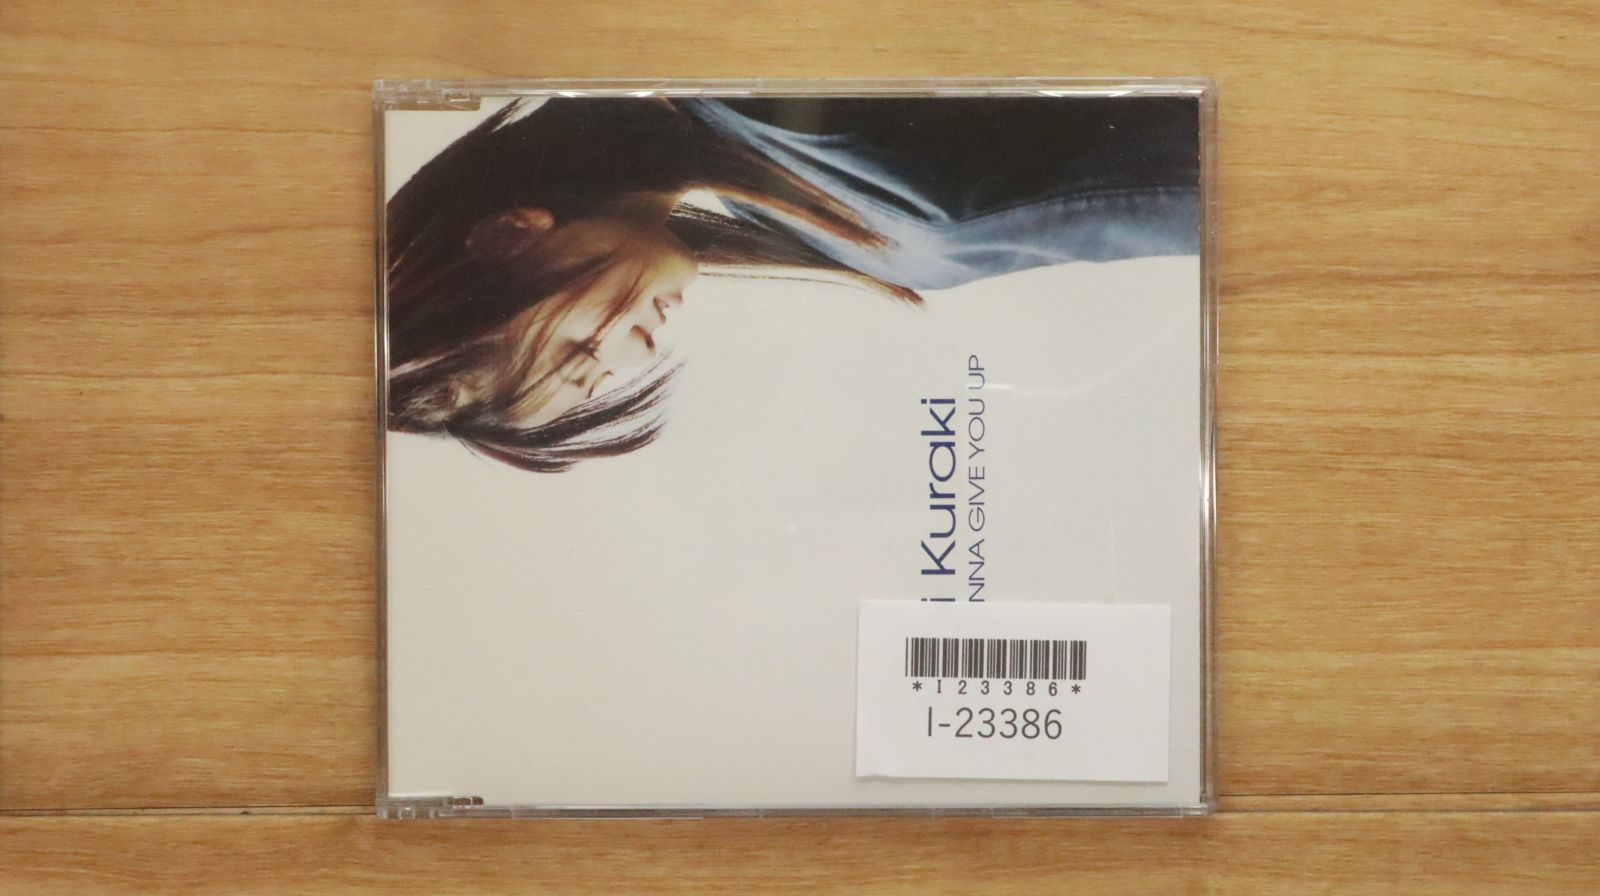 i Kuraki
NNA GIVE YOU UP
*I23386*
I-23386